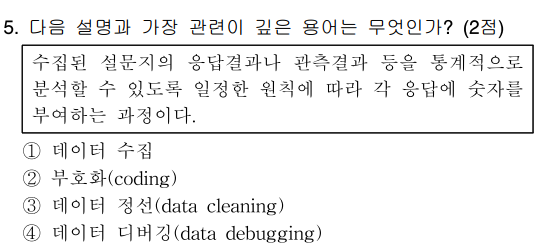 5. 다음 설명과 가장 관련이 깊은 용어는 무엇인가? (2점)
수집된 설문지의 응답결과나 관측결과 등을 통계적으로
분석할 수 있도록 일정한 원칙에 따라 각 응답에 숫자를
부여하는 과정이다.
① 데이터 수집
② 부호화(coding)
③ 데이터 정선(data cleaning)
④ 데이터 디버깅(data debugging)